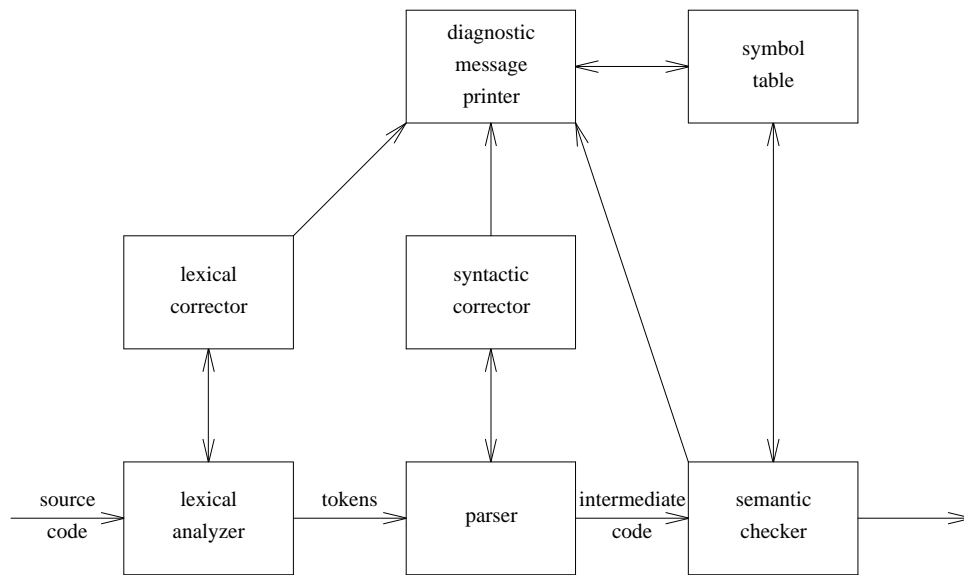 diagnostic
message
printer
symbol
table
lexical
corrector
syntactic
corrector
source
code
lexical
analyzer
tokens
parser
intermediate
code
semantic
checker